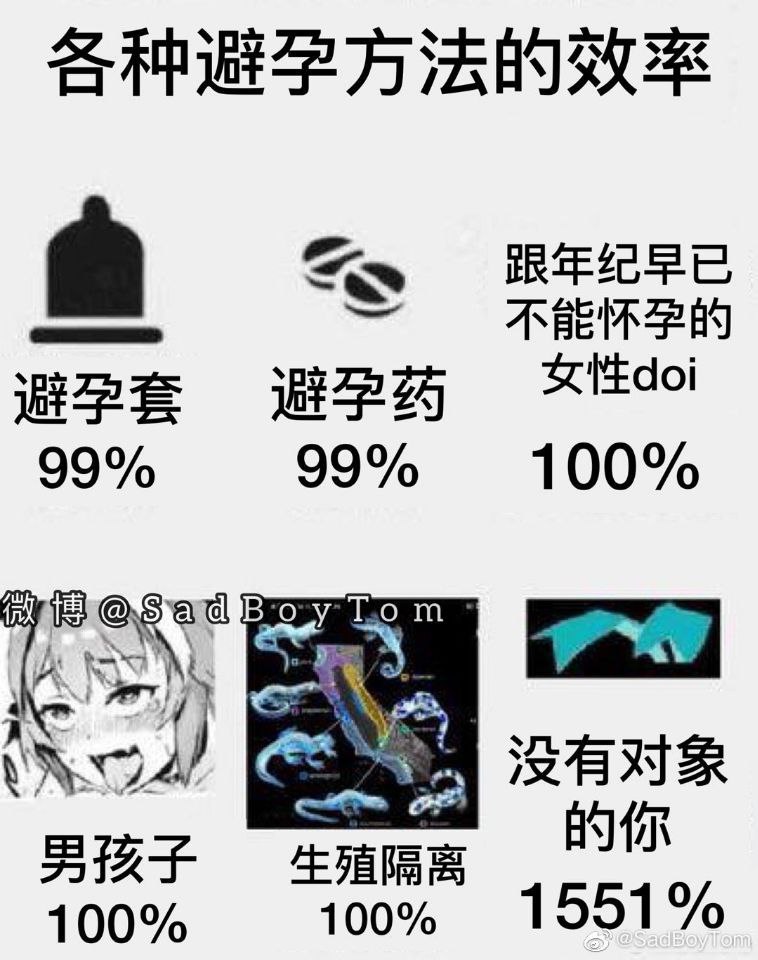 各种避孕方法的效率
避孕套
99%
避孕药
99%
跟年纪早已
不能怀孕的
女性doi
100%
微博@SadBoyTom
男孩子
100%
生殖隔离
100%
没有对象
的你
1551%
@SadBoyTom